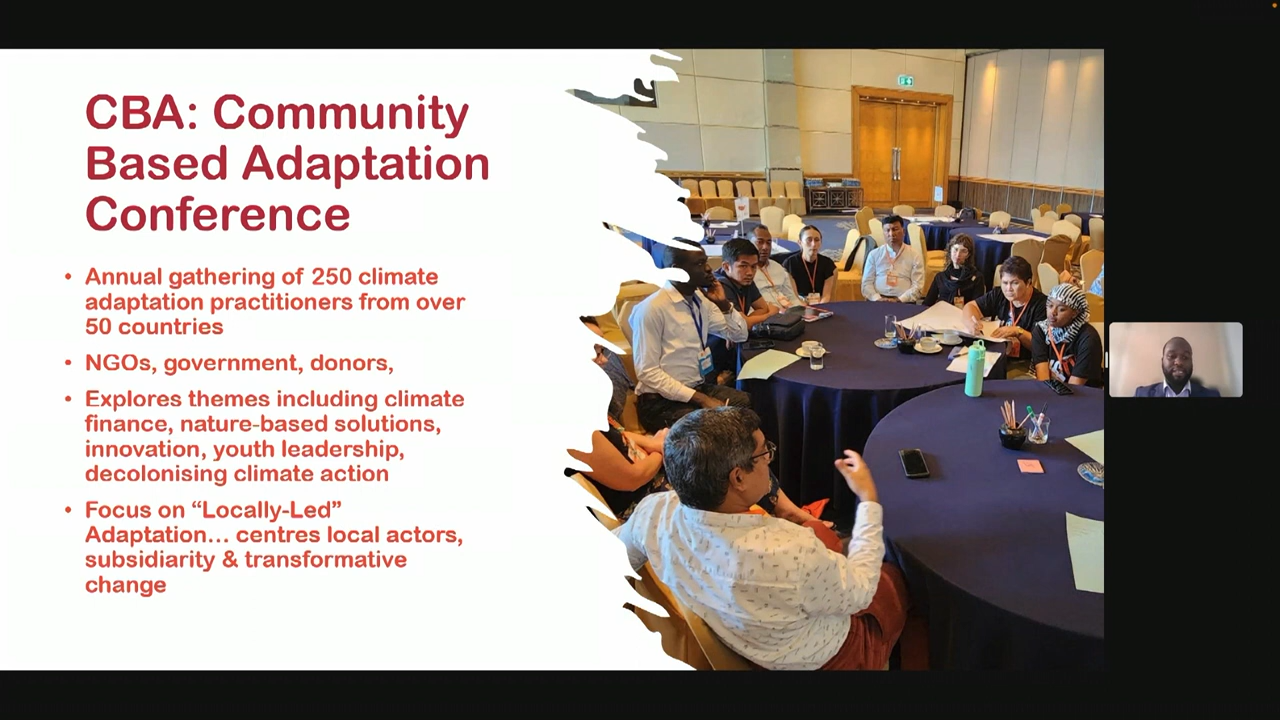 CBA: Community
Based Adaptation
Conference
• Annual gathering of 250 climate
adaptation practitioners from over
50 countries
• NGOs, government, donors,
• Explores themes including climate
finance, nature-based solutions,
innovation, youth leadership,
decolonising climate action
• Focus on “Locally-Led”
Adaptation... centres local actors,
subsidiarity & transformative
change